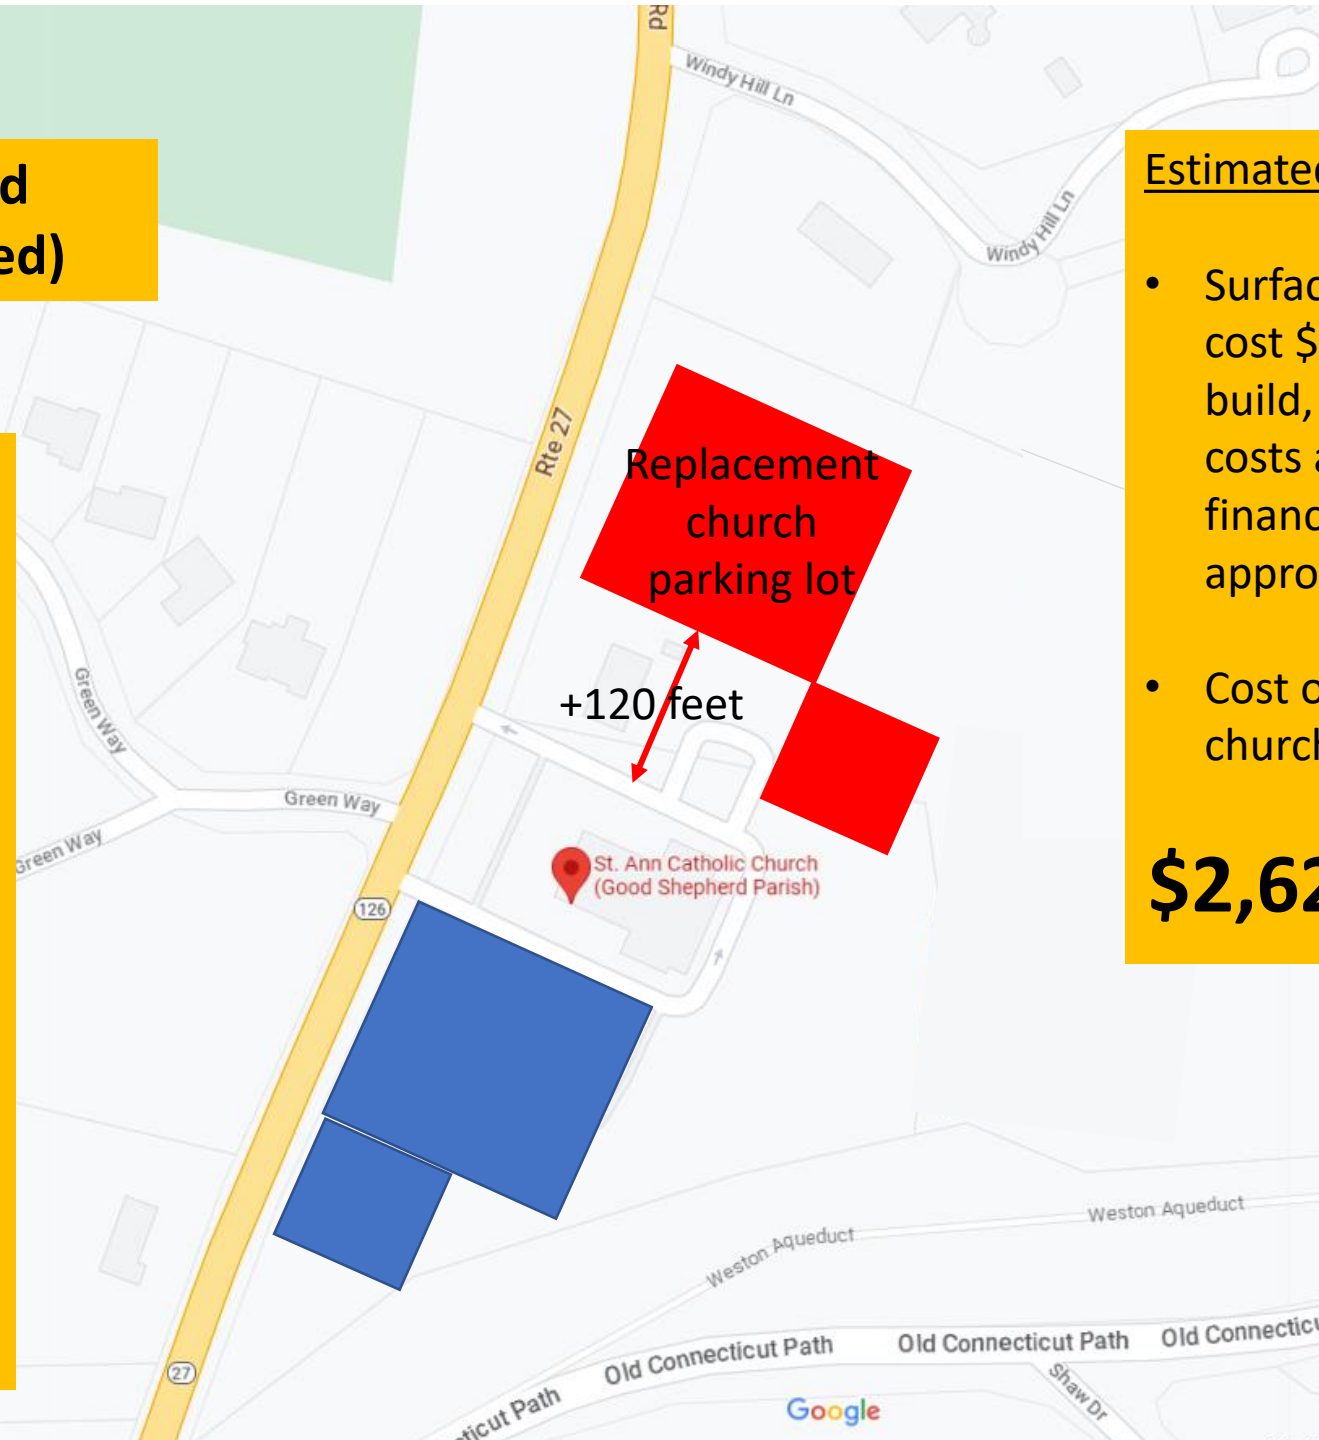 Rd
Windy Hill Ln
Windy Hill Ln
d
ed)
Estimated
• Surfac
cost $
build,
costs a
financ
appro
• Cost o
church
$2,62
Rte 27
Replacement
church
parking lot
+120 feet
Green Way
Green Way
Green Way
St. Ann Catholic Church
(Good Shepherd Parish)
126
Weston Aqueduct
Weston Aqueduct
Old Connecticut Path
Old Connecticut Path
Old Connecticu
ticut Path
Shaw Dr
27
Google